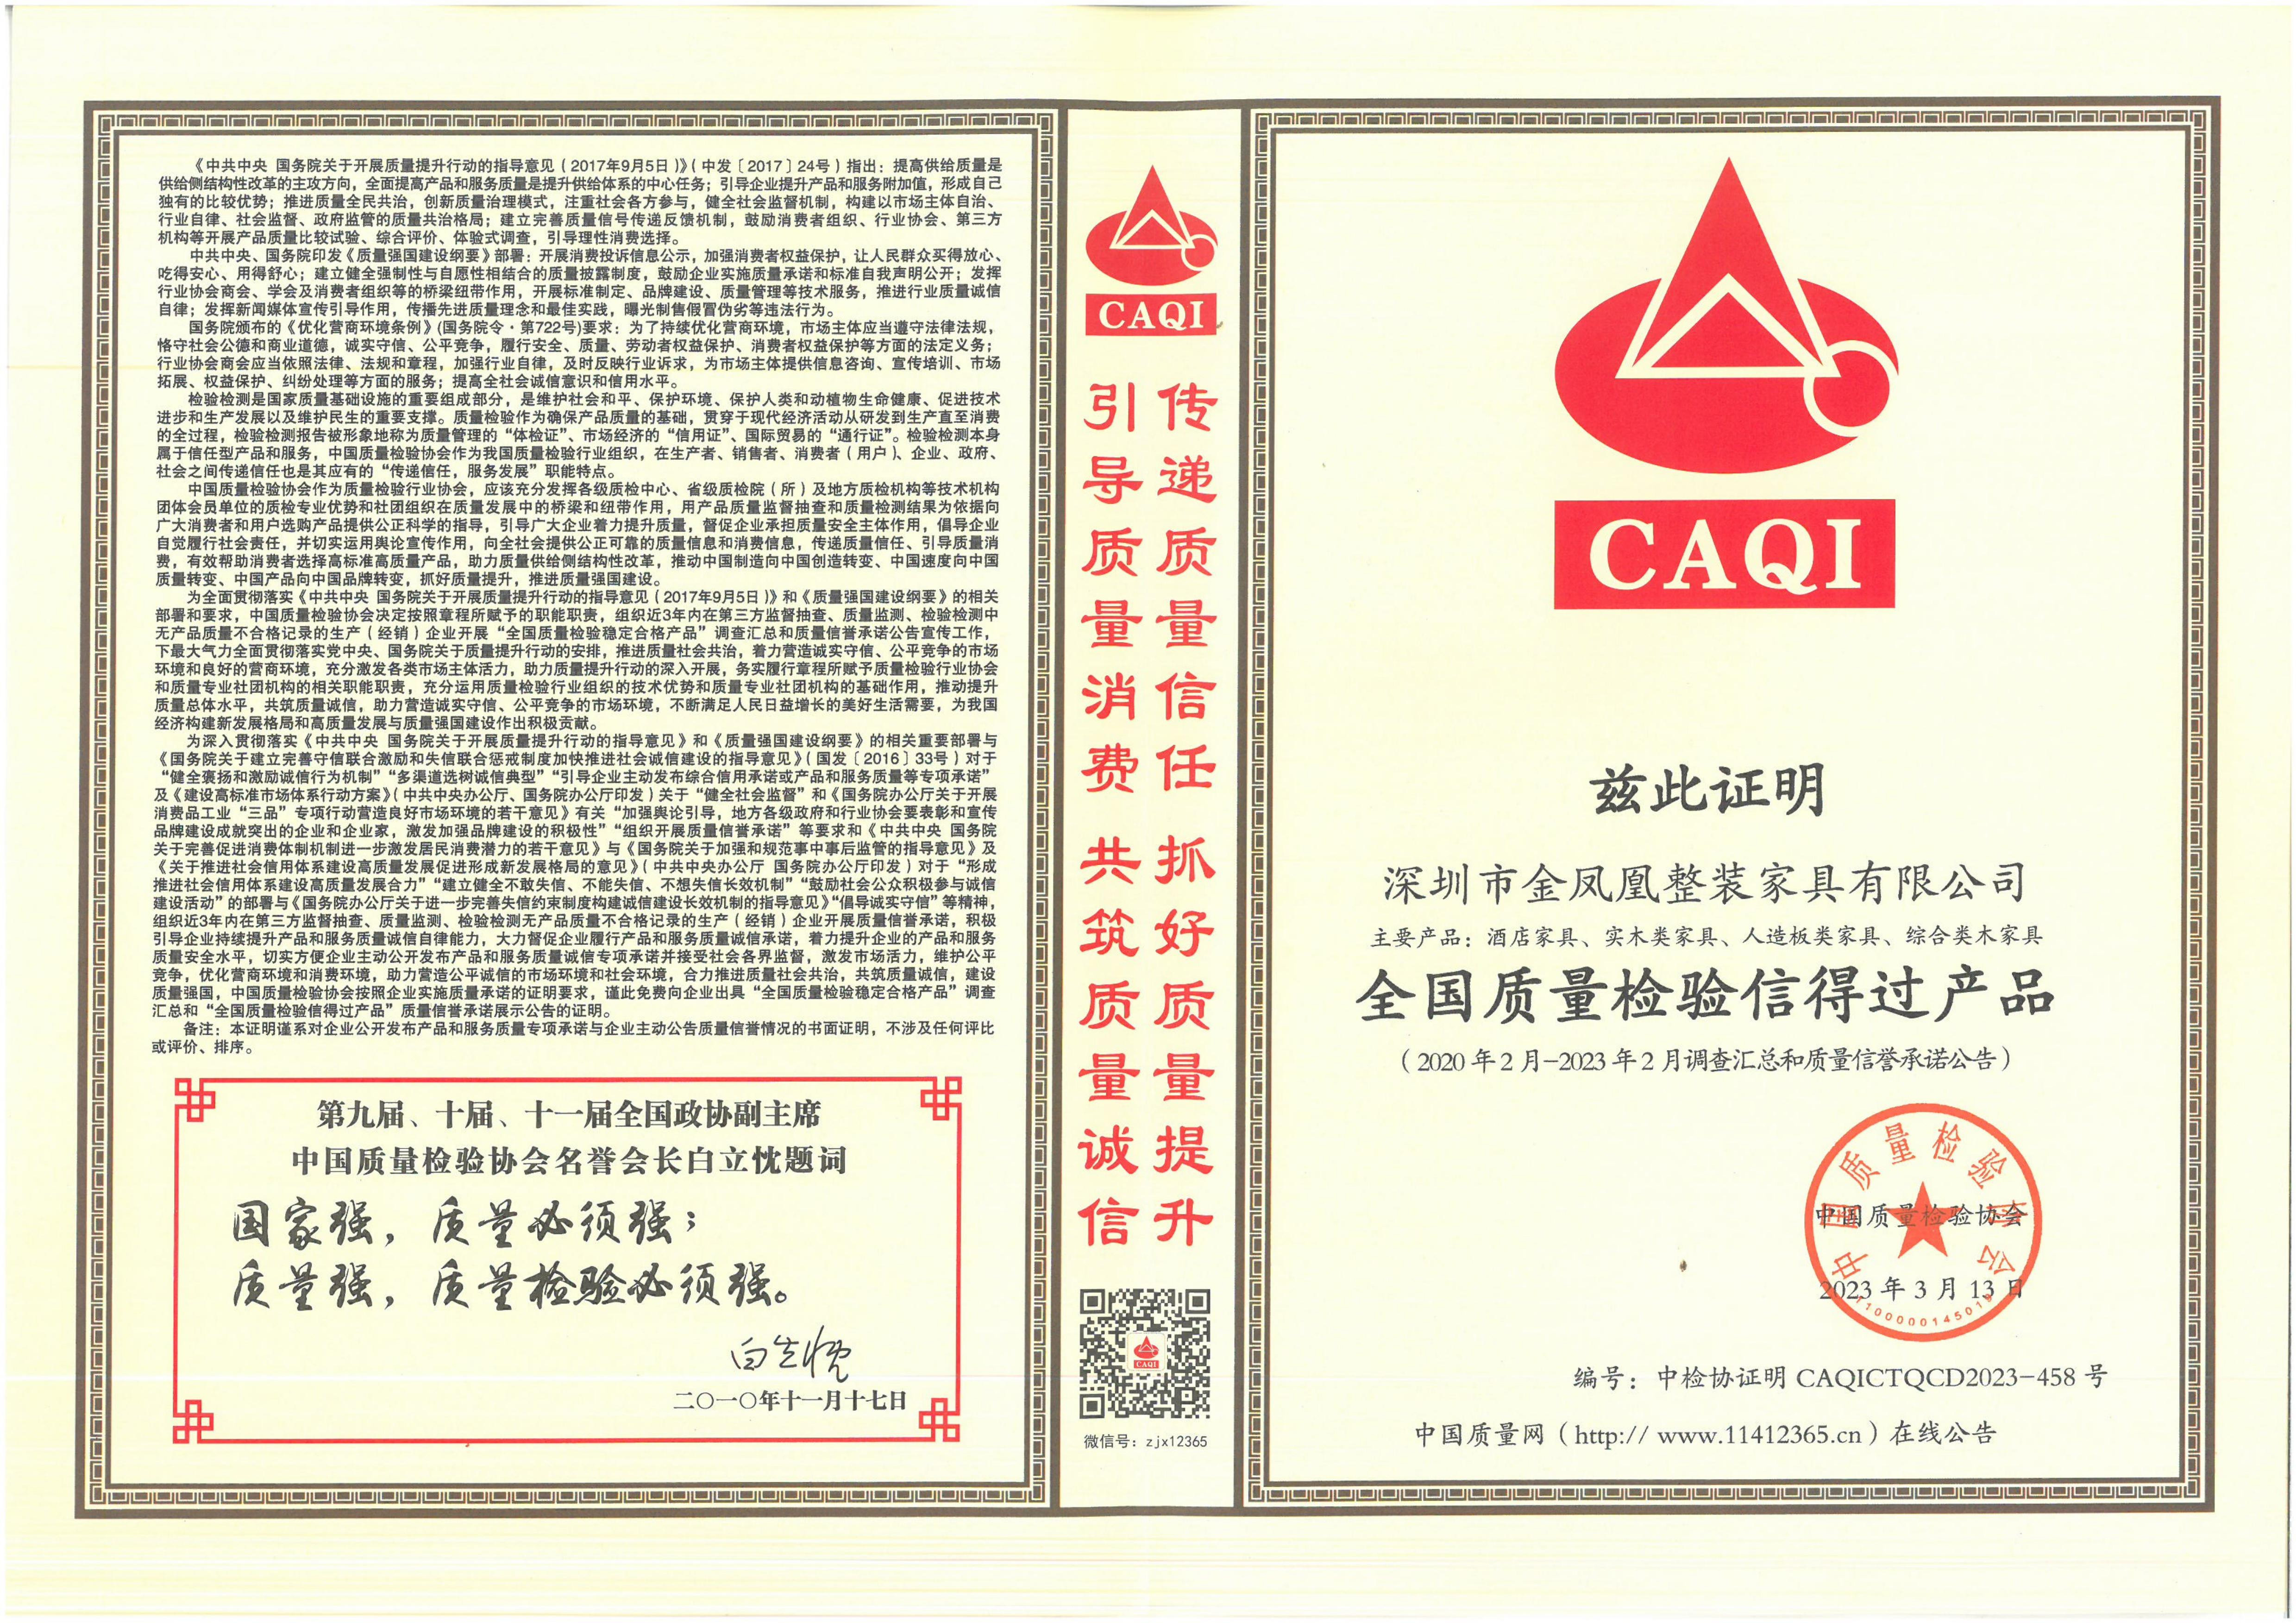 《中共中央 国务院关于开展质量提升行动的指导意见（2017年9月5日）》（中发〔2017〕24号）指出：提高供给质量是
供给侧结构性改革的主攻方向，全面提高产品和服务质量是提升供给体系的中心任务；引导企业提升产品和服务附加值，形成自己
独有的比较优势；推进质量全民共治，创新质量治理模式，注重社会各方参与，健全社会监督机制，构建以市场主体自治、
行业自律、社会监督、政府监管的质量共治格局；建立完善质量信号传递反馈机制，鼓励消费者组织、行业协会、第三方
机构等开展产品质量比较试验、综合评价、体验式调查，引导理性消费选择。
中共中央、国务院印发《质量强国建设纲要》部署：开展消费投诉信息公示，加强消费者权益保护，让人民群众买得放心、
吃得安心、用得舒心；建立健全强制性与自愿性相结合的质量披露制度，鼓励企业实施质量承诺和标准自我声明公开；发挥
行业协会商会、学会及消费者组织等的桥梁纽带作用，开展标准制定、品牌建设、质量管理等技术服务，推进行业质量诚信
自律；发挥新闻媒体宣传引导作用，传播先进质量理念和最佳实践，曝光制售假冒伪劣等违法行为。
国务院颁布的《优化营商环境条例》(国务院令·第722号)要求：为了持续优化营商环境，市场主体应当遵守法律法规，
恪守社会公德和商业道德，诚实守信、公平竞争，履行安全、质量、劳动者权益保护、消费者权益保护等方面的法定义务；
行业协会商会应当依照法律、法规和章程，加强行业自律，及时反映行业诉求，为市场主体提供信息咨询、宣传培训、市场
拓展、权益保护、纠纷处理等方面的服务；提高全社会诚信意识和信用水平。
检验检测是国家质量基础设施的重要组成部分，是维护社会和平、保护环境、保护人类和动植物生命健康、促进技术
进步和生产发展以及维护民生的重要支撑。质量检验作为确保产品质量的基础，贯穿于现代经济活动从研发到生产直至消费
的全过程，检验检测报告被形象地称为质量管理的“体检证”、市场经济的“信用证”、国际贸易的“通行证”。检验检测本身
属于信任型产品和服务，中国质量检验协会作为我国质量检验行业组织，在生产者、销售者、消费者（用户）、企业、政府、
社会之间传递信任也是其应有的“传递信任，服务发展”职能特点。
中国质量检验协会作为质量检验行业协会，应该充分发挥各级质检中心、省级质检院（所）及地方质检机构等技术机构
团体会员单位的质检专业优势和社团组织在质量发展中的桥梁和纽带作用，用产品质量监督抽查和质量检测结果为依据向
广大消费者和用户选购产品提供公正科学的指导，引导广大企业着力提升质量，督促企业承担质量安全主体作用，倡导企业
自觉履行社会责任，并切实运用舆论宣传作用，向全社会提供公正可靠的质量信息和消费信息，传递质量信任、引导质量消
费，有效帮助消费者选择高标准高质量产品，助力质量供给侧结构性改革，推动中国制造向中国创造转变、中国速度向中国
质量转变、中国产品向中国品牌转变，抓好质量提升，推进质量强国建设。
为全面贯彻落实《中共中央 国务院关于开展质量提升行动的指导意见（2017年9月5日）》和《质量强国建设纲要》的相关
部署和要求，中国质量检验协会决定按照章程所赋予的职能职责，组织近3年内在第三方监督抽查、质量监测、检验检测中
无产品质量不合格记录的生产（经销）企业开展“全国质量检验稳定合格产品”调查汇总和质量信誉承诺公告宣传工作，
下最大气力全面贯彻落实党中央、国务院关于质量提升行动的安排，推进质量社会共治，着力营造诚实守信、公平竞争的市场
环境和良好的营商环境，充分激发各类市场主体活力，助力质量提升行动的深入开展，务实履行章程所赋予质量检验行业协会
和质量专业社团机构的相关职能职责，充分运用质量检验行业组织的技术优势和质量专业社团机构的基础作用，推动提升
质量总体水平，共筑质量诚信，助力营造诚实守信、公平竞争的市场环境，不断满足人民日益增长的美好生活需要，为我国
经济构建新发展格局和高质量发展与质量强国建设作出积极贡献。
为深入贯彻落实《中共中央 国务院关于开展质量提升行动的指导意见》和《质量强国建设纲要》的相关重要部署与
《国务院关于建立完善守信联合激励和失信联合惩戒制度加快推进社会诚信建设的指导意见》（国发〔2016〕33号）对于
“健全褒扬和激励诚信行为机制”“多渠道选树诚信典型”“引导企业主动发布综合信用承诺或产品和服务质量等专项承诺”
及《建设高标准市场体系行动方案》（中共中央办公厅、国务院办公厅印发）关于“健全社会监督”和《国务院办公厅关于开展
消费品工业“三品”专项行动营造良好市场环境的若干意见》有关“加强舆论引导，地方各级政府和行业协会要表彰和宣传
品牌建设成就突出的企业和企业家，激发加强品牌建设的积极性”“组织开展质量信誉承诺”等要求和《中共中央 国务院
关于完善促进消费体制机制进一步激发居民消费潜力的若干意见》与《国务院关于加强和规范事中事后监管的指导意见》及
《关于推进社会信用体系建设高质量发展促进形成新发展格局的意见》（中共中央办公厅 国务院办公厅印发）对于“形成
推进社会信用体系建设高质量发展合力”“建立健全不敢失信、不能失信、不想失信长效机制”“鼓励社会公众积极参与诚信
建设活动”的部署与《国务院办公厅关于进一步完善失信约束制度构建诚信建设长效机制的指导意见》“倡导诚实守信”等精神，
组织近3年内在第三方监督抽查、质量监测、检验检测无产品质量不合格记录的生产（经销）企业开展质量信誉承诺，积极
引导企业持续提升产品和服务质量诚信自律能力，大力督促企业履行产品和服务质量诚信承诺，着力提升企业的产品和服务
质量安全水平，切实方便企业主动公开发布产品和服务质量诚信专项承诺并接受社会各界监督，激发市场活力，维护公平
竞争，优化营商环境和消费环境，助力营造公平诚信的市场环境和社会环境，合力推进质量社会共治，共筑质量诚信，建设
质量强国，中国质量检验协会按照企业实施质量承诺的证明要求，谨此免费向企业出具“全国质量检验稳定合格产品”调查
汇总和“全国质量检验信得过产品”质量信誉承诺展示公告的证明。
备注：本证明谨系对企业公开发布产品和服务质量专项承诺与企业主动公告质量信誉情况的书面证明，不涉及任何评比
或评价、排序。
第九届、十届、十一届全国政协副主席
中国质量检验协会名誉会长白立忱题词
国家强，质量必须强；
质量强，质量检验必须强。
白立忱
二〇一〇年十一月十七日
CAQI
传递质量信任 抓好质量提升
引导质量消费 共筑质量诚信
CAQI
微信号：zjx12365
CAQI
兹此证明
深圳市金凤凰整装家具有限公司
主要产品：酒店家具、实木类家具、人造板类家具、综合类木家具
全国质量检验信得过产品
（2020年2月-2023年2月调查汇总和质量信誉承诺公告）
中国质量检验协会
中国质量检验协会
2023年3月13日
编号：中检协证明 CAQICTQCD2023-458 号
中国质量网（http:// www.11412365.cn）在线公告